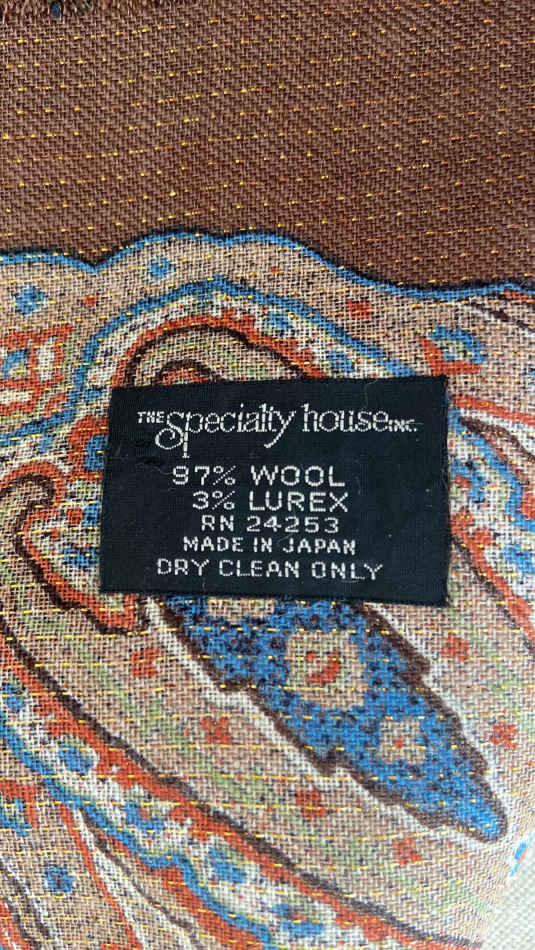 THE Specialty house INC.
97% WOOL
3% LUREX
RN 24253
MADE IN JAPAN
DRY CLEAN ONLY